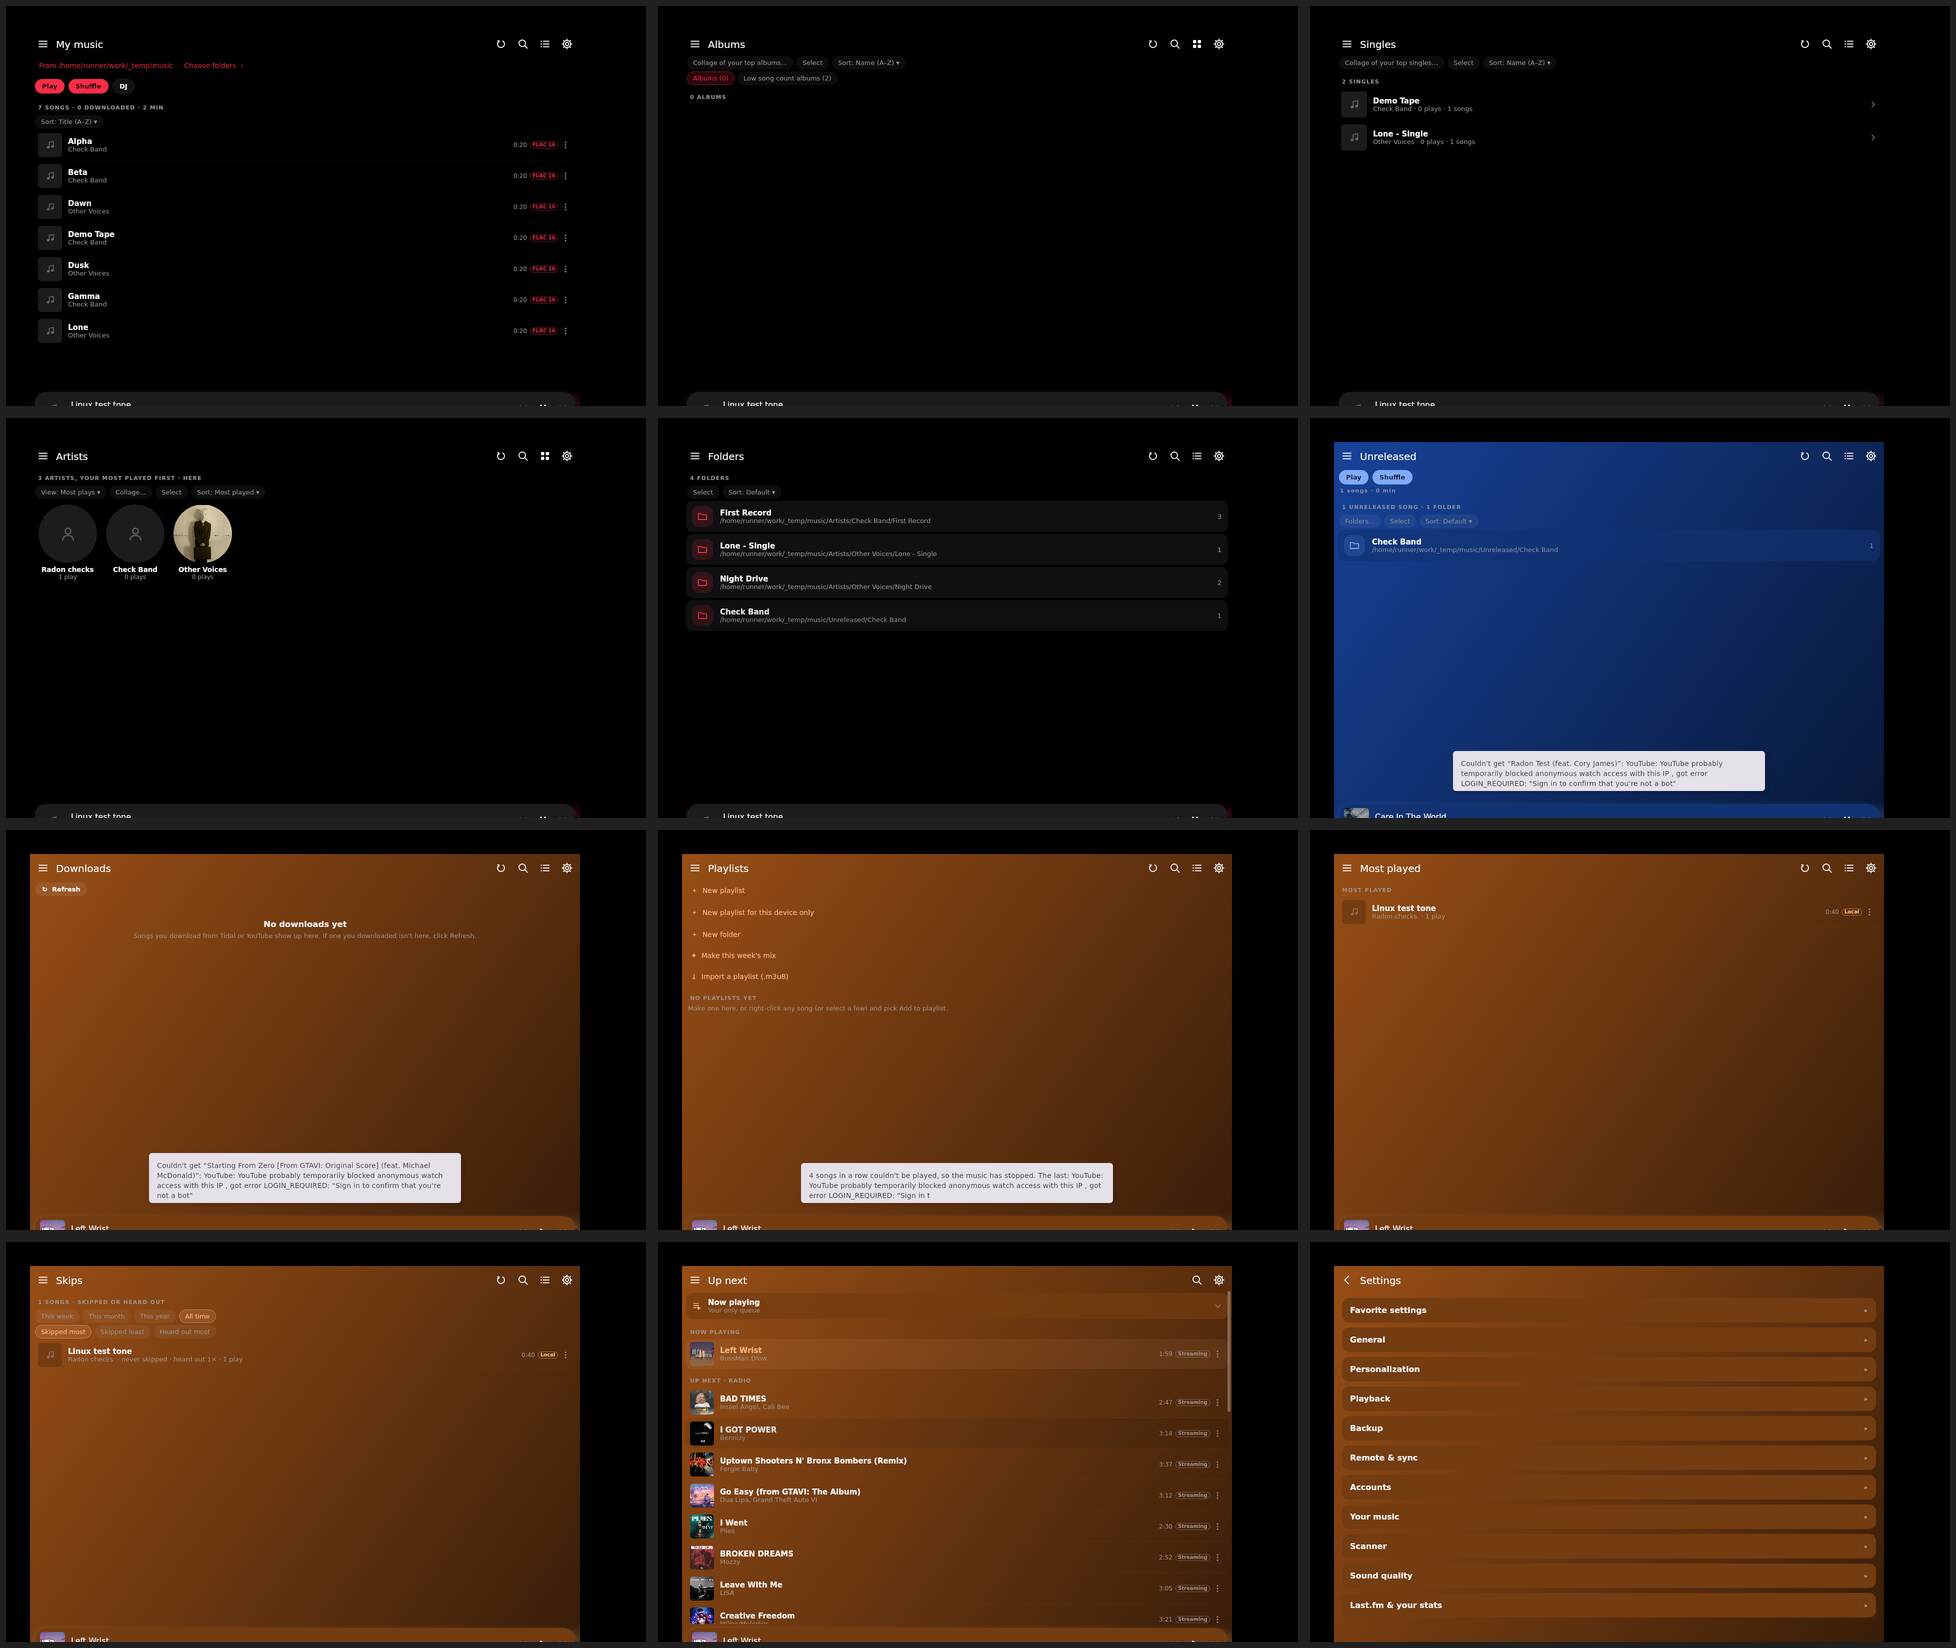 My music
From /home/runner/work/_temp/music · Choose folders ›
Play Shuffle DJ
7 SONGS · 0 DOWNLOADED · 2 MIN
Sort: Title (A–Z) ▾
Alpha
Check Band
0:20 FLAC 16
Beta
Check Band
0:20 FLAC 16
Dawn
Other Voices
0:20 FLAC 16
Demo Tape
Check Band
0:20 FLAC 16
Dusk
Other Voices
0:20 FLAC 16
Gamma
Check Band
0:20 FLAC 16
Lone
Other Voices
0:20 FLAC 16
Linux test tone
Albums
Collage of your top albums... Select Sort: Name (A–Z) ▾
Albums (0) Low song count albums (2)
0 ALBUMS
Linux test tone
Singles
Collage of your top singles... Select Sort: Name (A–Z) ▾
2 SINGLES
Demo Tape
Check Band · 0 plays · 1 songs
Lone - Single
Other Voices · 0 plays · 1 songs
Linux test tone
Artists
3 ARTISTS, YOUR MOST PLAYED FIRST · HERE
View: Most plays ▾ Collage... Select Sort: Most played ▾
Radon checks
1 play
Check Band
0 plays
Other Voices
0 plays
Linux test tone
Folders
4 FOLDERS
Select Sort: Default ▾
First Record
/home/runner/work/_temp/music/Artists/Check Band/First Record
3
Lone - Single
/home/runner/work/_temp/music/Artists/Other Voices/Lone - Single
1
Night Drive
/home/runner/work/_temp/music/Artists/Other Voices/Night Drive
2
Check Band
/home/runner/work/_temp/music/Unreleased/Check Band
1
Linux test tone
Unreleased
Play Shuffle
1 songs · 0 min
1 UNRELEASED SONG · 1 FOLDER
Folders... Select Sort: Default ▾
Check Band
/home/runner/work/_temp/music/Unreleased/Check Band
1
Couldn't get “Radon Test (feat. Cory James)”: YouTube: YouTube probably
temporarily blocked anonymous watch access with this IP , got error
LOGIN_REQUIRED: "Sign in to confirm that you're not a bot"
Care In The World
Downloads
↻ Refresh
No downloads yet
Songs you download from Tidal or YouTube show up here. If one you downloaded isn't here, click Refresh.
Couldn't get “Starting From Zero [From GTAVI: Original Score] (feat. Michael
McDonald)”: YouTube: YouTube probably temporarily blocked anonymous watch
access with this IP , got error LOGIN_REQUIRED: "Sign in to confirm that you're
not a bot"
Left Wrist
Playlists
+ New playlist
+ New playlist for this device only
+ New folder
✦ Make this week's mix
↓ Import a playlist (.m3u8)
NO PLAYLISTS YET
Make one here, or right-click any song (or select a few) and pick Add to playlist.
4 songs in a row couldn't be played, so the music has stopped. The last: YouTube:
YouTube probably temporarily blocked anonymous watch access with this IP , got
error LOGIN_REQUIRED: "Sign in t
Left Wrist
Most played
MOST PLAYED
Linux test tone
Radon checks · 1 play
0:40 Local
Left Wrist
Skips
1 SONGS · SKIPPED OR HEARD OUT
This week This month This year All time
Skipped most Skipped least Heard out most
Linux test tone
Radon checks · never skipped · heard out 1× · 1 play
0:40 Local
Left Wrist
Up next
Now playing
Your only queue
NOW PLAYING
Left Wrist
BossMan Dlow
1:59 Streaming
UP NEXT · RADIO
BAD TIMES
Imael Angel, Cali Bee
2:47 Streaming
I GOT POWER
Bennizy
3:14 Streaming
Uptown Shooters N' Bronx Bombers (Remix)
Fergie Baby
3:37 Streaming
Go Easy (from GTAVI: The Album)
Dua Lipa, Grand Theft Auto VI
3:12 Streaming
I Went
Plies
2:30 Streaming
BROKEN DREAMS
Mozzy
2:52 Streaming
Leave With Me
LISA
3:05 Streaming
Creative Freedom
3:21 Streaming
Left Wrist
Settings
Favorite settings
General
Personalization
Playback
Backup
Remote & sync
Accounts
Your music
Scanner
Sound quality
Last.fm & your stats